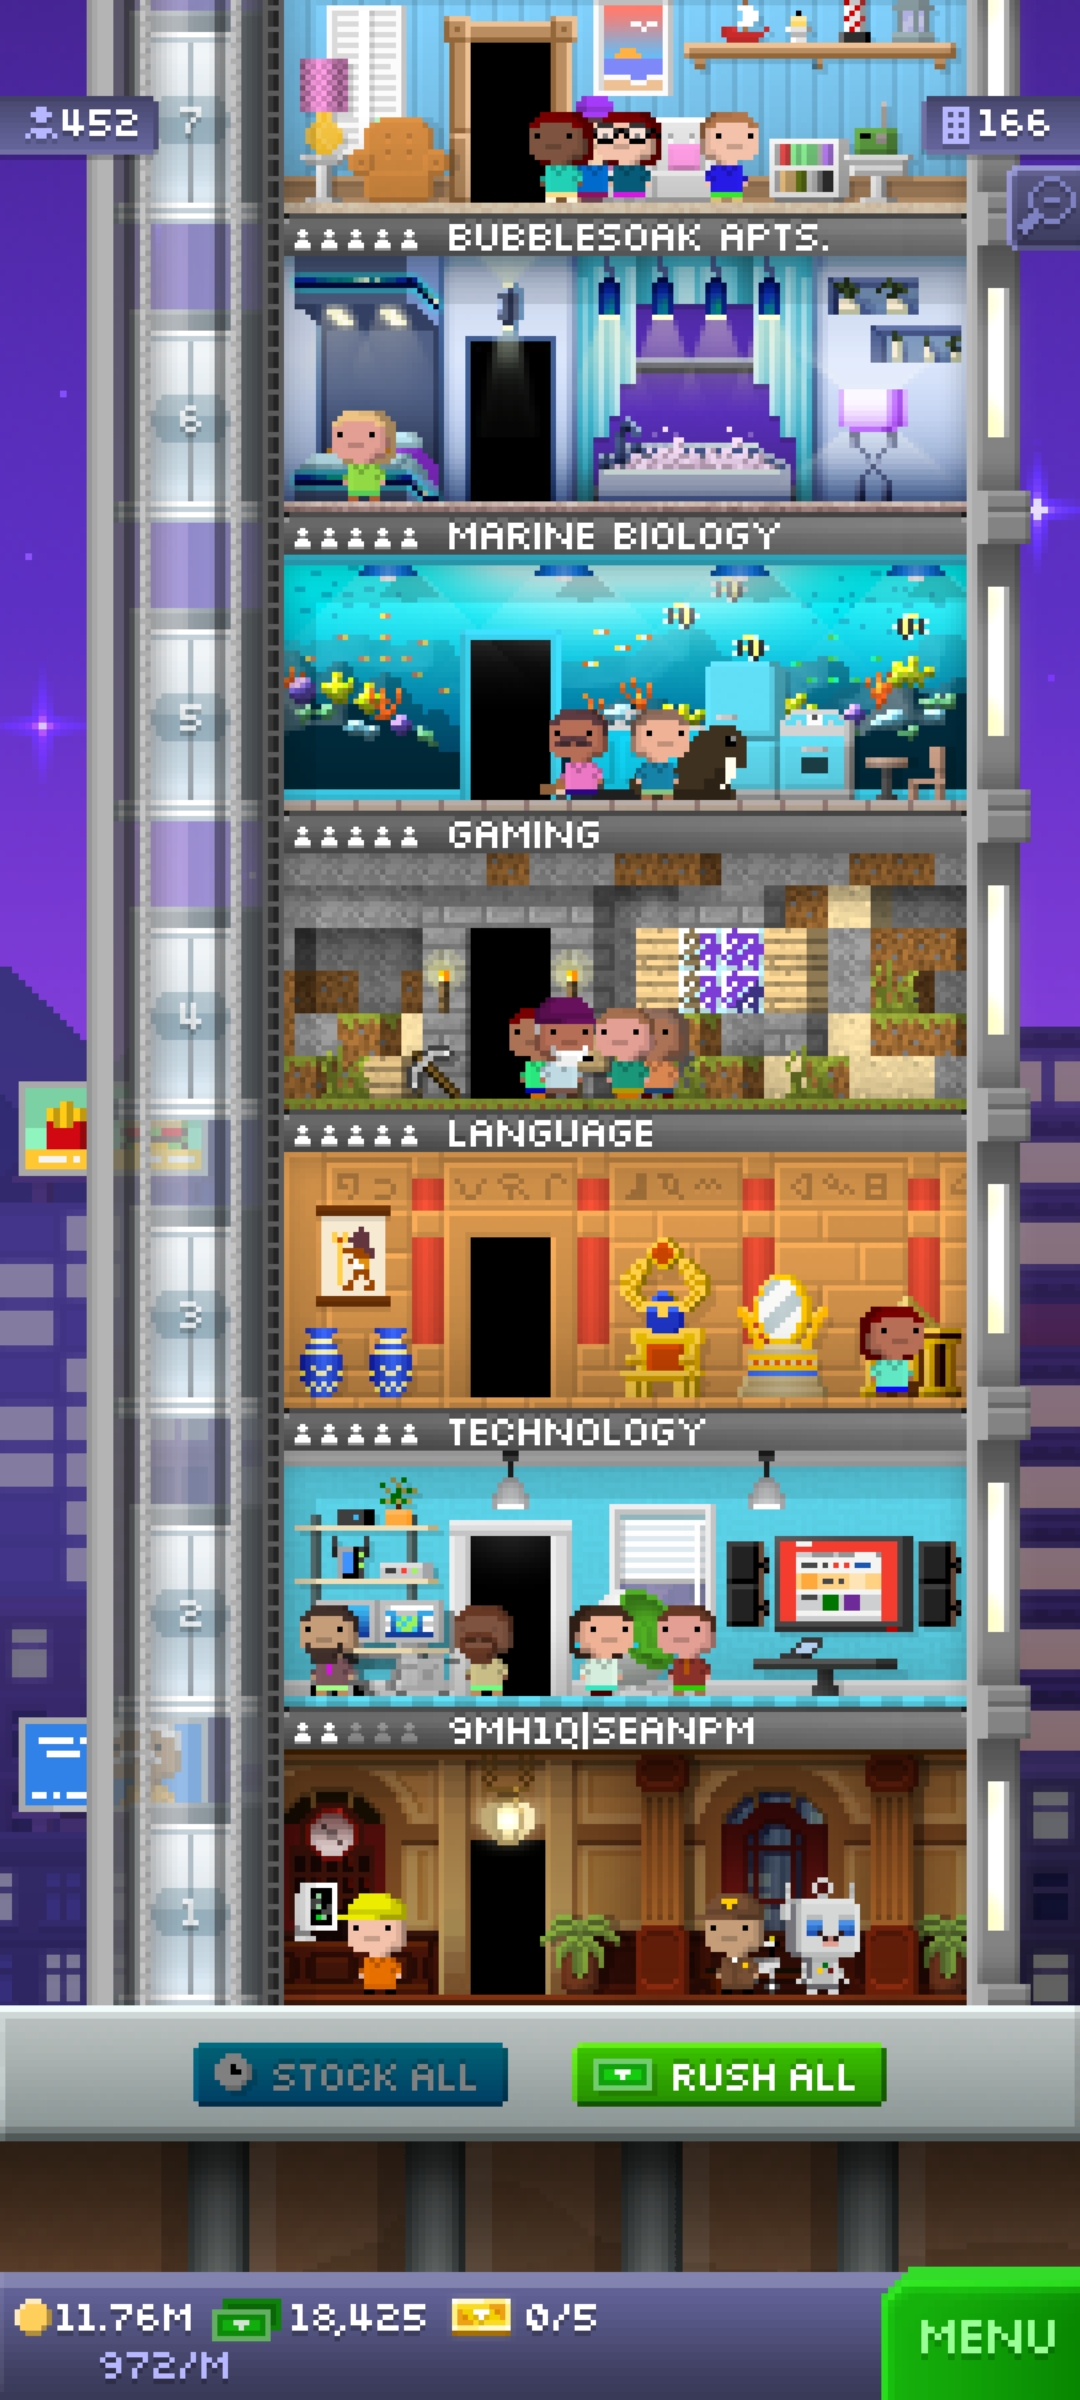 452
166
7
BUBBLESOAK APTS.
6
MARINE BIOLOGY
5
GAMING
4
LANGUAGE
3
TECHNOLOGY
2
9MH1Q|SEANPM
1
STOCK ALL
RUSH ALL
11.76M
18,425
0/5
972/M
MENU